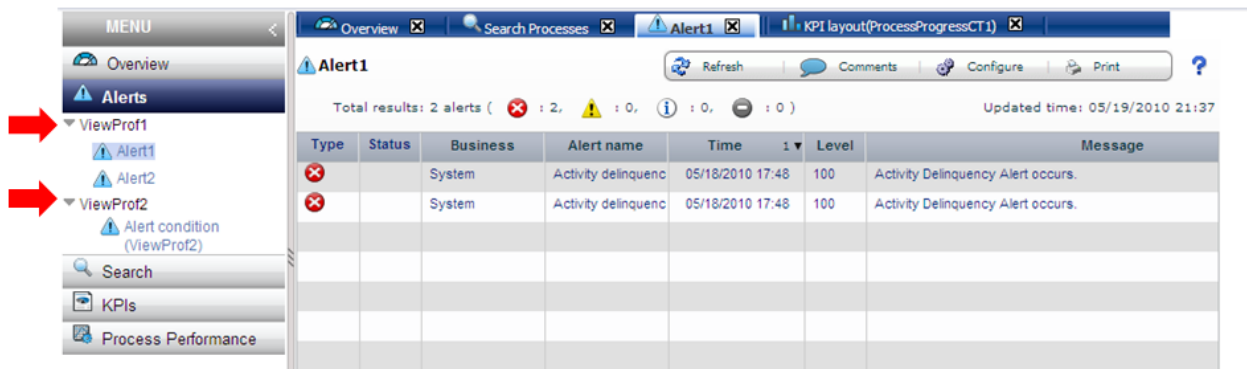 MENU <
Overview
Alerts
ViewProf1
Alert1
Alert2
ViewProf2
Alert condition
(ViewProf2)
Search
KPIs
Process Performance
Overview Search Processes Alert1 KPI layout(ProcessProgressCT1)
Alert1 Refresh | Comments | Configure | Print ?
Total results: 2 alerts ( : 2, : 0, : 0, : 0 ) Updated time: 05/19/2010 21:37
Type Status Business Alert name Time 1▼ Level Message
System Activity delinquenc 05/18/2010 17:48 100 Activity Delinquency Alert occurs.
System Activity delinquenc 05/18/2010 17:48 100 Activity Delinquency Alert occurs.